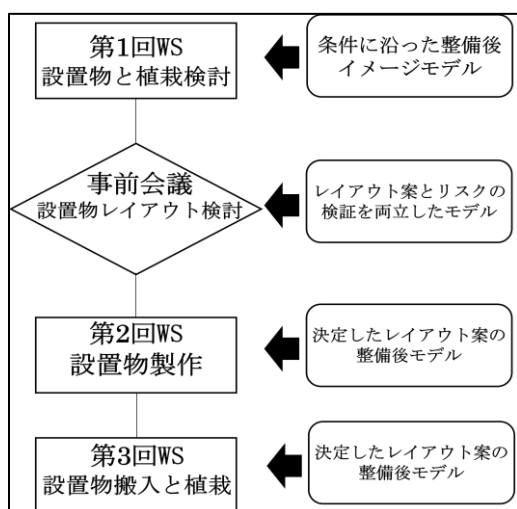 第1回WS
設置物と植栽検討
条件に沿った整備後
イメージモデル
事前会議
設置物レイアウト検討
レイアウト案とリスクの
検証を両立したモデル
第2回WS
設置物製作
決定したレイアウト案の
整備後モデル
第3回WS
設置物搬入と植栽
決定したレイアウト案の
整備後モデル